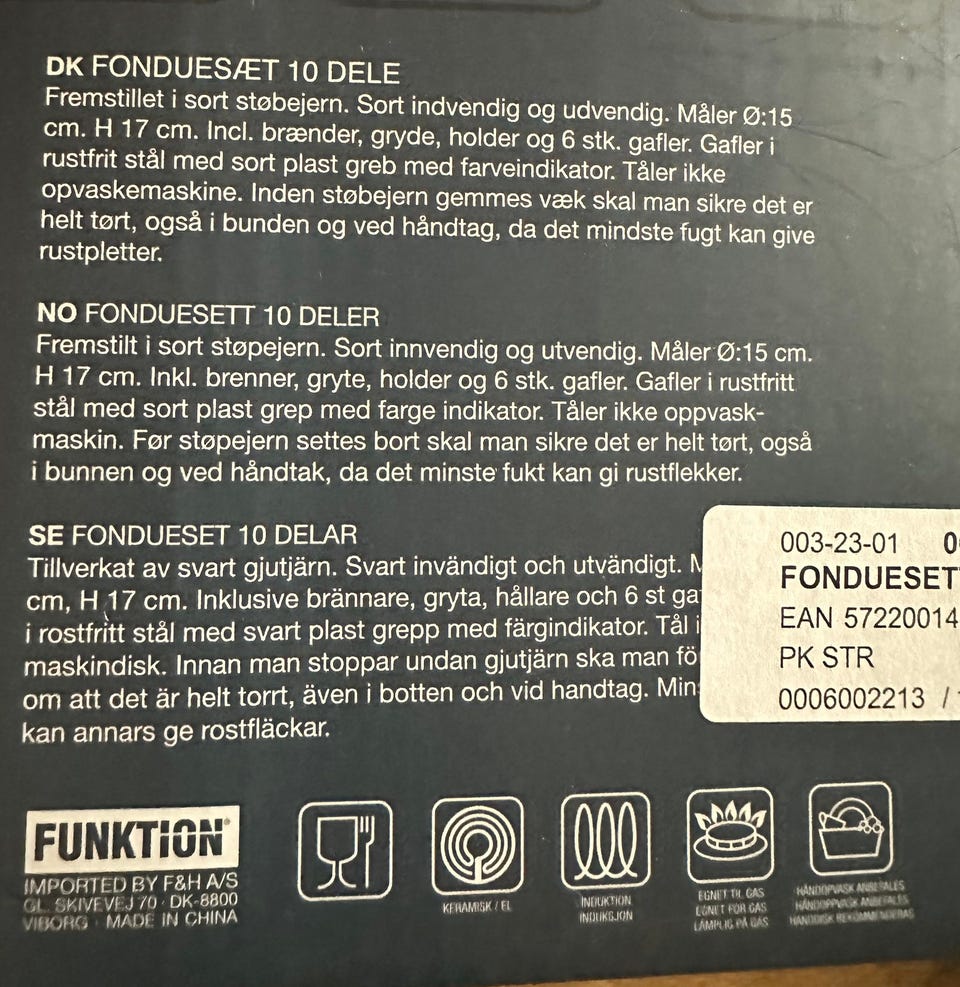 DK FONDUESÆT 10 DELE
Fremstillet i sort støbejern. Sort indvendig og udvendig. Måler Ø:15
cm. H 17 cm. Incl. brænder, gryde, holder og 6 stk. gafler. Gafler i
rustfrit stål med sort plast greb med farveindikator. Tåler ikke
opvaskemaskine. Inden støbejern gemmes væk skal man sikre det er
helt tørt, også i bunden og ved håndtag, da det mindste fugt kan give
rustpletter.
NO FONDUESETT 10 DELER
Fremstilt i sort støpejern. Sort innvendig og utvendig. Måler Ø:15 cm.
H 17 cm. Inkl. brenner, gryte, holder og 6 stk. gafler. Gafler i rustfritt
stål med sort plast grep med farge indikator. Tåler ikke oppvask-
maskin. Før støpejern settes bort skal man sikre det er helt tørt, også
i bunnen og ved håndtak, da det minste fukt kan gi rustflekker.
SE FONDUESET 10 DELAR
Tillverkat av svart gjutjärn. Svart invändigt och utvändigt.
cm, H 17 cm. Inklusive brännare, gryta, hållare och 6 st
i rostfritt stål med svart plast grepp med färgindikator. Tål
maskindisk. Innan man stoppar undan gjutjärn ska man
om att det är helt torrt, även i botten och vid handtag.
kan annars ge rostfläckar.
003-23-01
FONDUESET
EAN 57220014
PK STR
0006002213 /
FUNKTION®
IMPORTED BY F&H A/S
GL. SKIVEVEJ 70 · DK-8800
VIBORG · MADE IN CHINA
KERAMISK / EL
INDUKTION
INDUKSJON
EGNET TIL GAS
EGNET FOR GAS
LÄMPLIG PÅ GAS
HÅNDOPVASK ANBEFALES
HÅNDOPPVASK ANBEFALES
HANDDISK REKOMMENDERAS